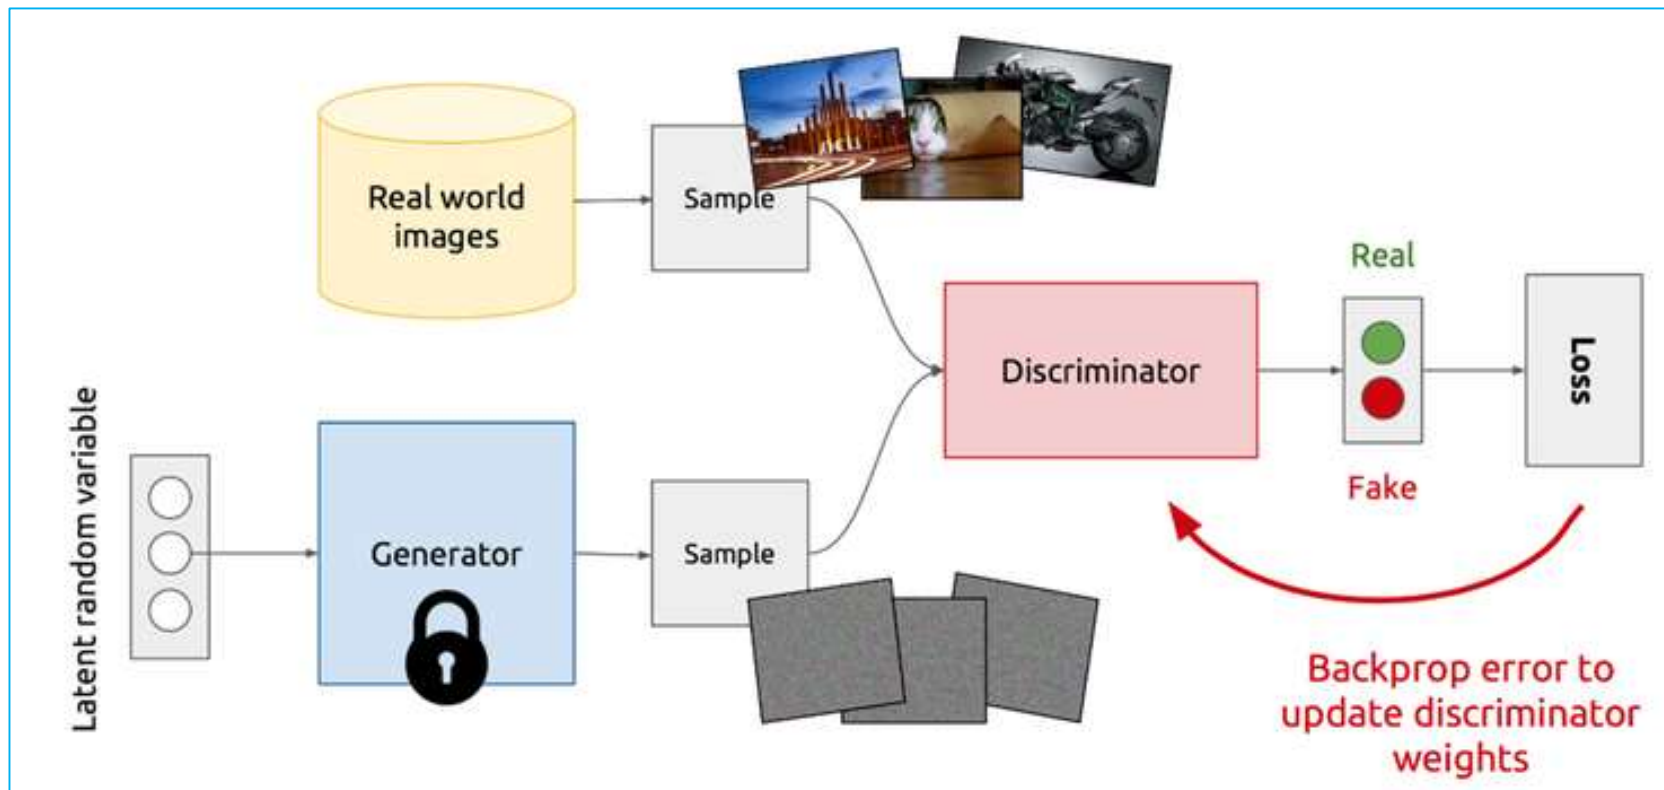 Real world
images
Sample
Real
Discriminator
Loss
Fake
Latent random variable
Generator
Sample
Backprop error to
update discriminator
weights